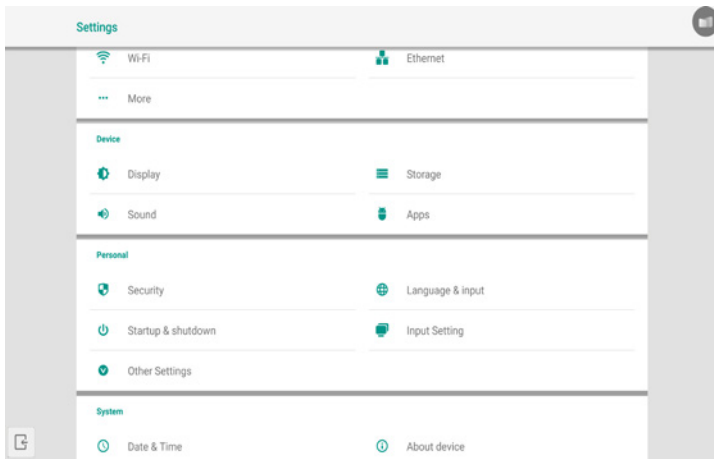 Settings
Wi-Fi
Ethernet
More
Device
Display
Storage
Sound
Apps
Personal
Security
Language & input
Startup & shutdown
Input Setting
Other Settings
System
Date & Time
About device